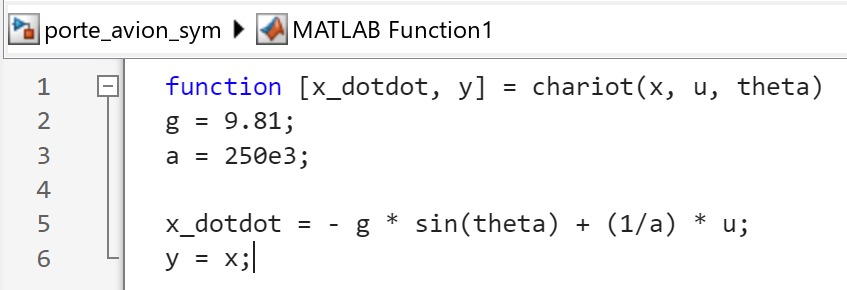 porte_avion_sym MATLAB Function1
1 function [x_dotdot, y] = chariot(x, u, theta)
2 g = 9.81;
3 a = 250e3;
4
5 x_dotdot = - g * sin(theta) + (1/a) * u;
6 y = x;